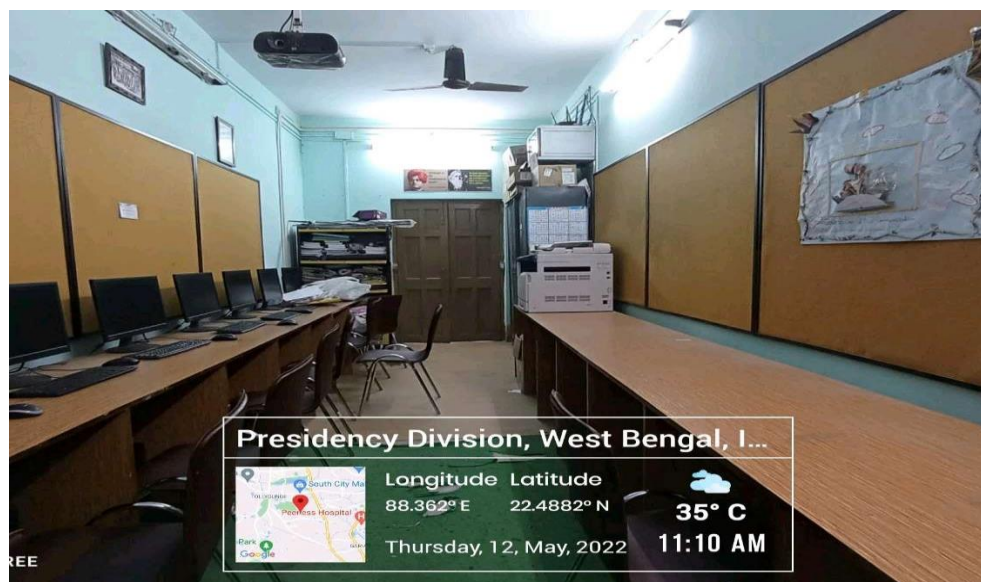 Presidency Division, West Bengal, I...
South City Ma
Peerless Hospital
Park
Google
Longitude Latitude
88.362° E 22.4882° N
Thursday, 12, May, 2022
35° C
11:10 AM
REE